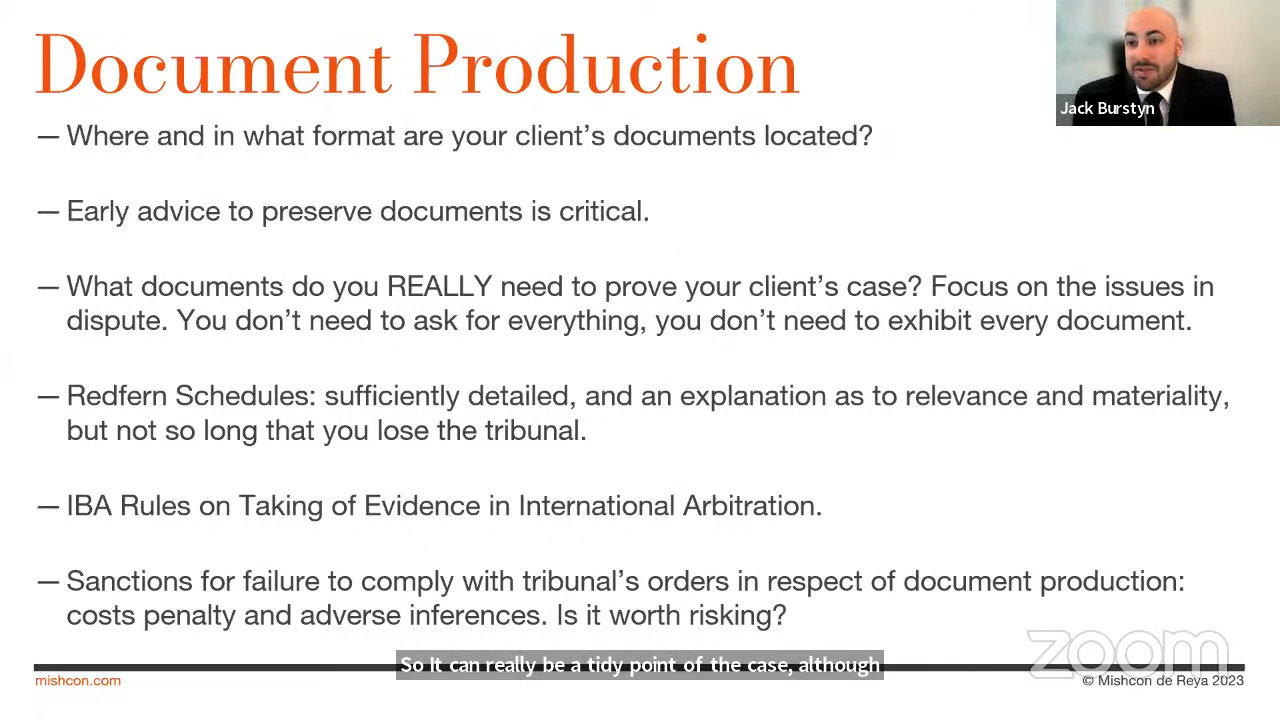 Document Production
Jack Burstyn
— Where and in what format are your client’s documents located?
— Early advice to preserve documents is critical.
— What documents do you REALLY need to prove your client’s case? Focus on the issues in
dispute. You don’t need to ask for everything, you don’t need to exhibit every document.
— Redfern Schedules: sufficiently detailed, and an explanation as to relevance and materiality,
but not so long that you lose the tribunal.
— IBA Rules on Taking of Evidence in International Arbitration.
— Sanctions for failure to comply with tribunal’s orders in respect of document production:
costs penalty and adverse inferences. Is it worth risking?
zoom
So It can really be a tidy point of the case, although
mishcon.com
© Mishcon de Reya 2023